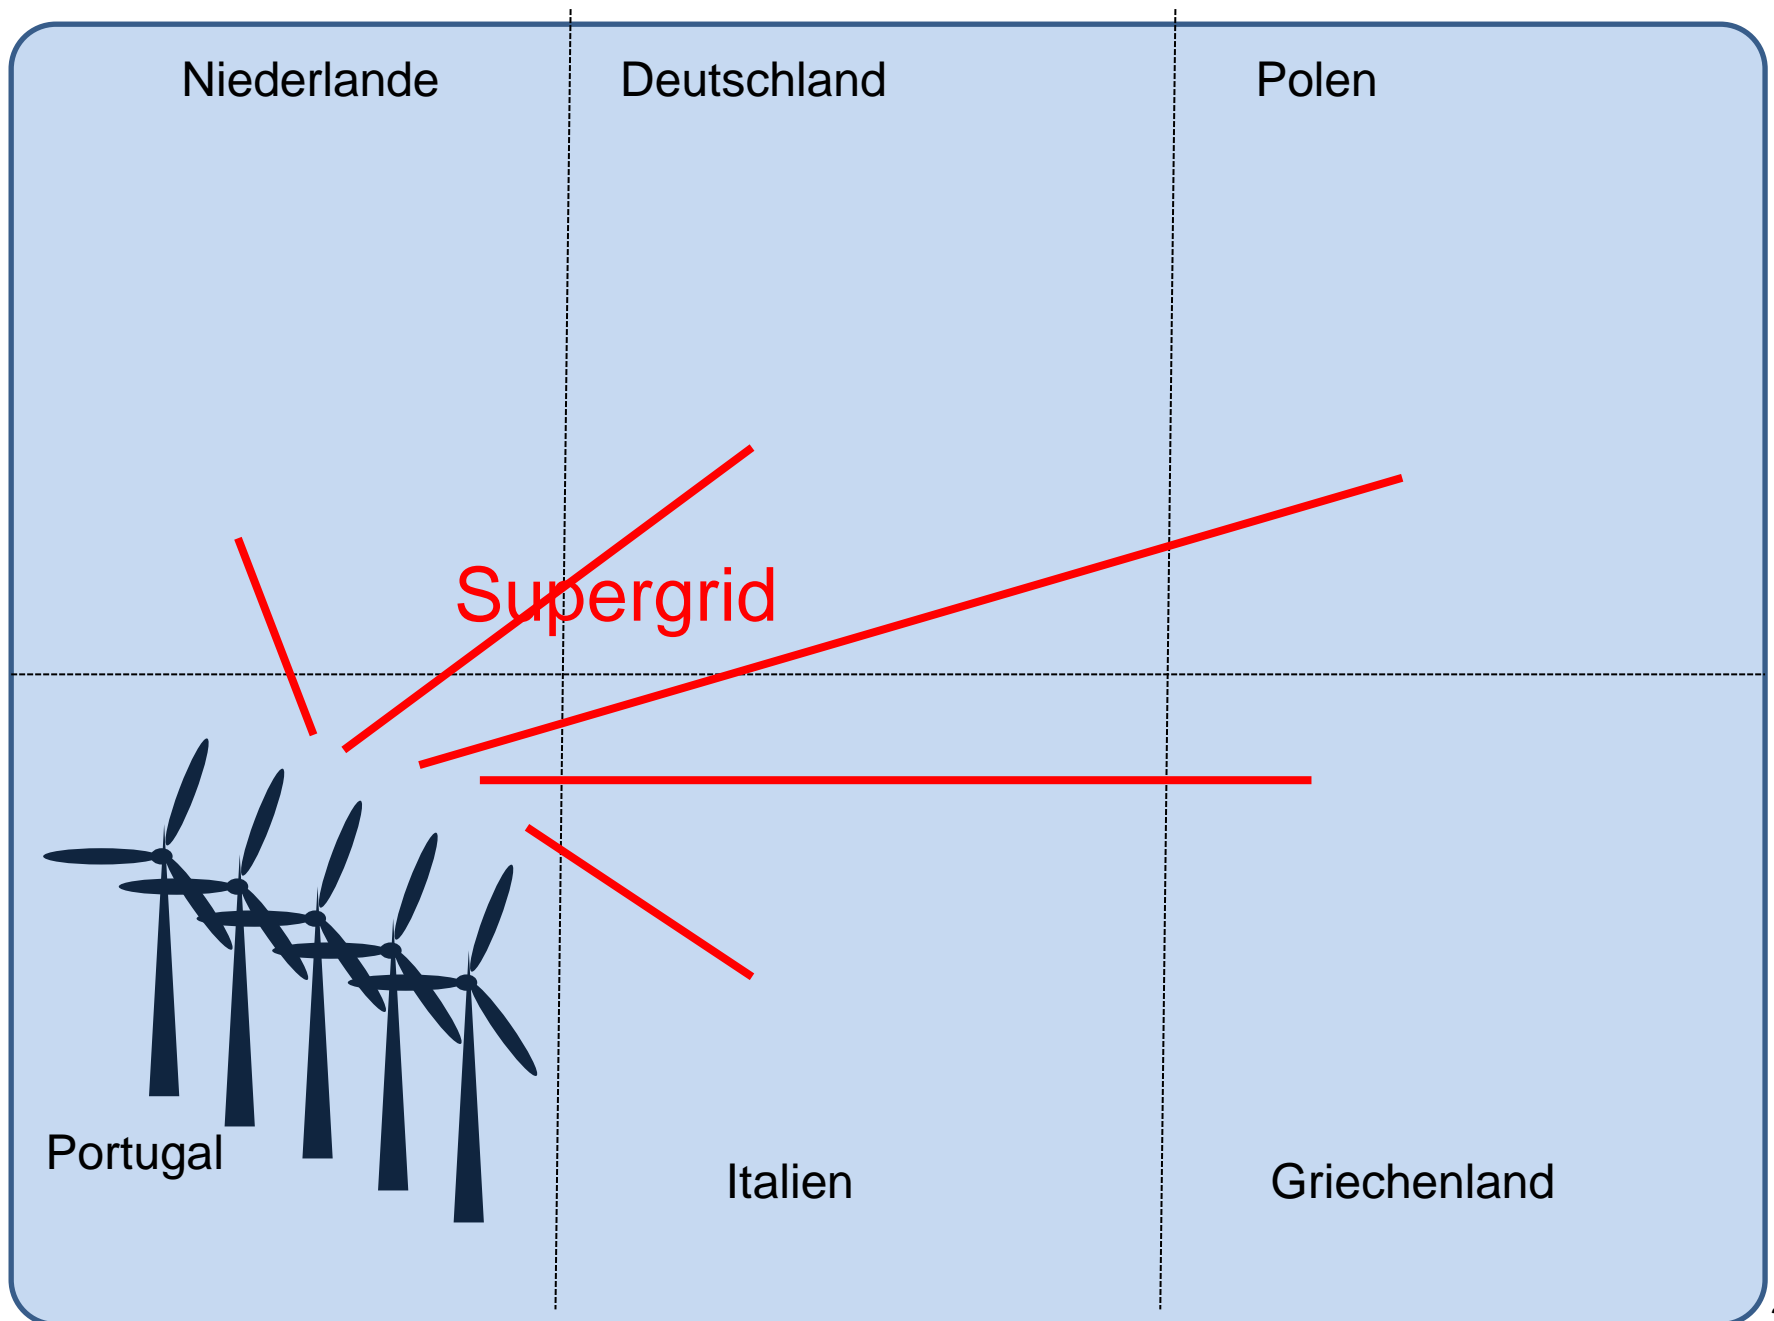 Niederlande
Deutschland
Polen
Supergrid
Portugal
Italien
Griechenland